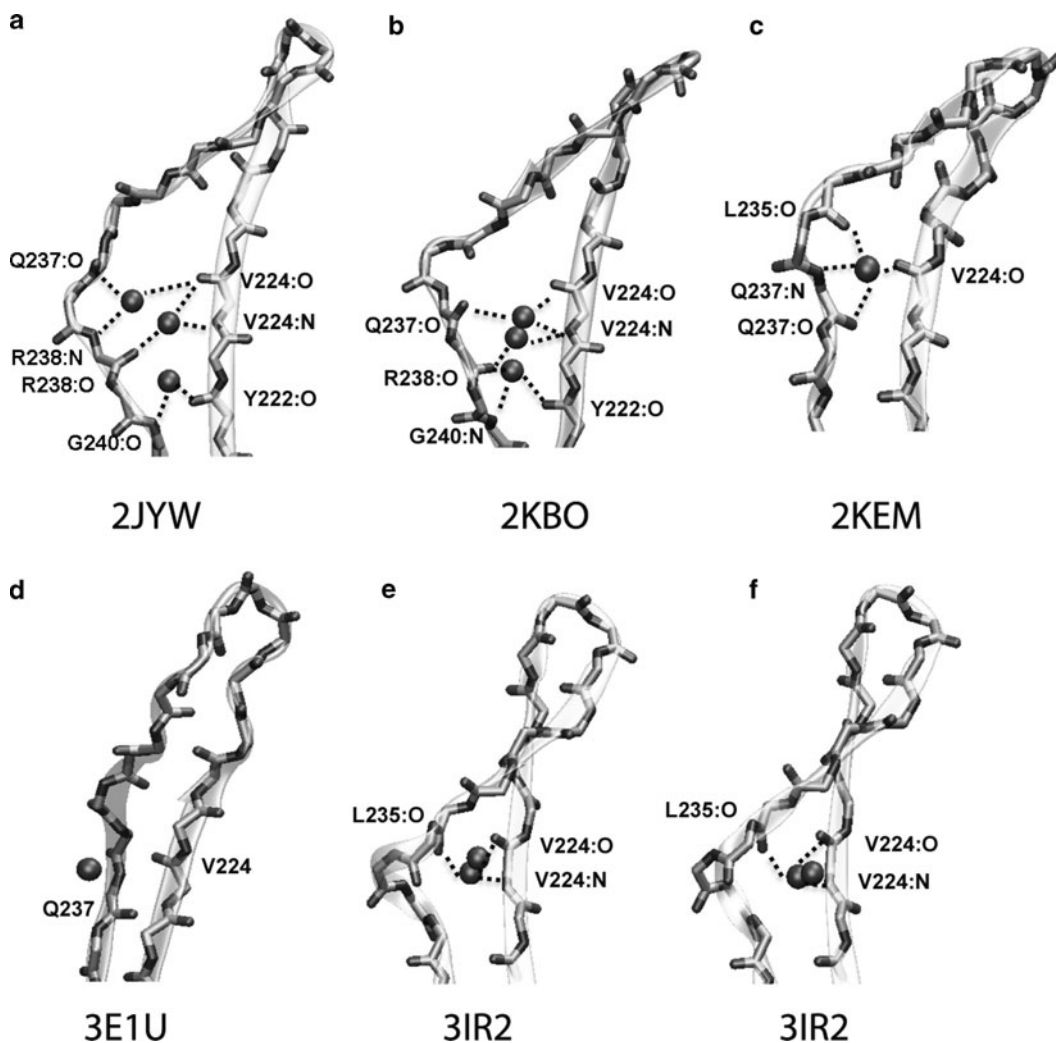 a
b
c
Q237:O
V224:O
V224:N
R238:N
R238:O
Y222:O
G240:O
Q237:O
V224:O
V224:N
R238:O
Y222:O
G240:N
L235:O
Q237:N
V224:O
Q237:O
2JYW
2KBO
2KEM
d
e
f
V224
Q237
L235:O
V224:O
V224:N
L235:O
V224:O
V224:N
3E1U
3IR2
3IR2